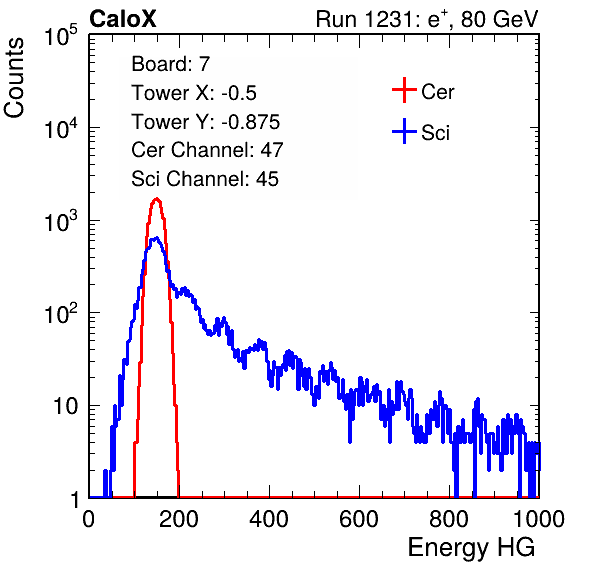 CaloX Run 1231: e⁺, 80 GeV
Counts
10⁵
Board: 7
Tower X: -0.5
Tower Y: -0.875
Cer Channel: 47
Sci Channel: 45
Cer
Sci
10⁴
10³
10²
10
1
0 200 400 600 800 1000
Energy HG